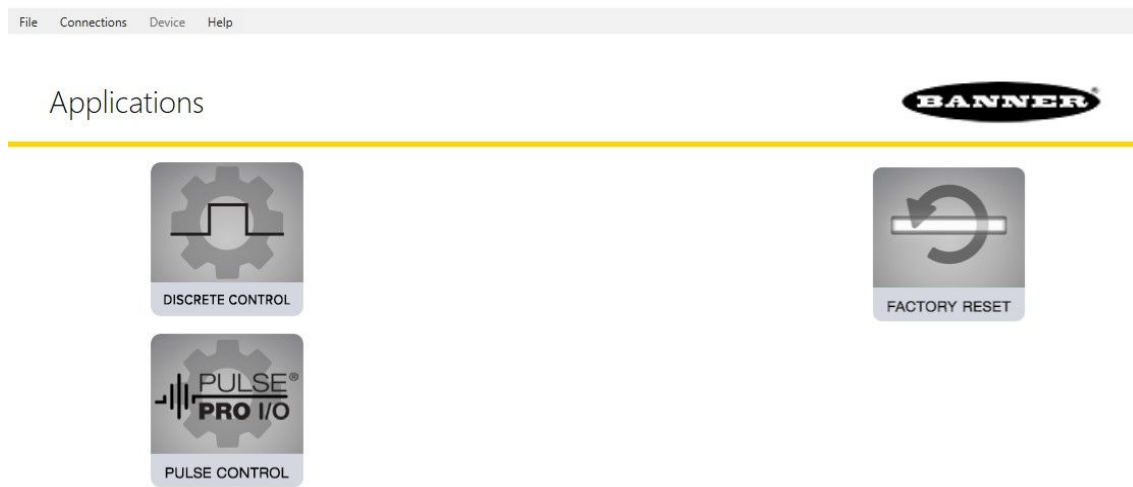 File Connections Device Help
Applications
BANNER®
DISCRETE CONTROL
FACTORY RESET
PULSE®
PRO I/O
PULSE CONTROL